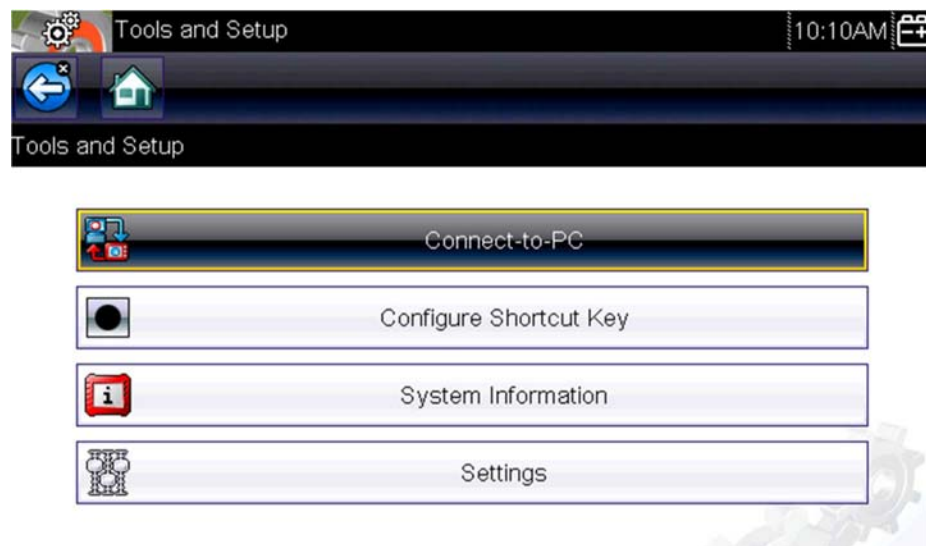 Tools and Setup
10:10AM
Tools and Setup
Connect-to-PC
Configure Shortcut Key
System Information
Settings